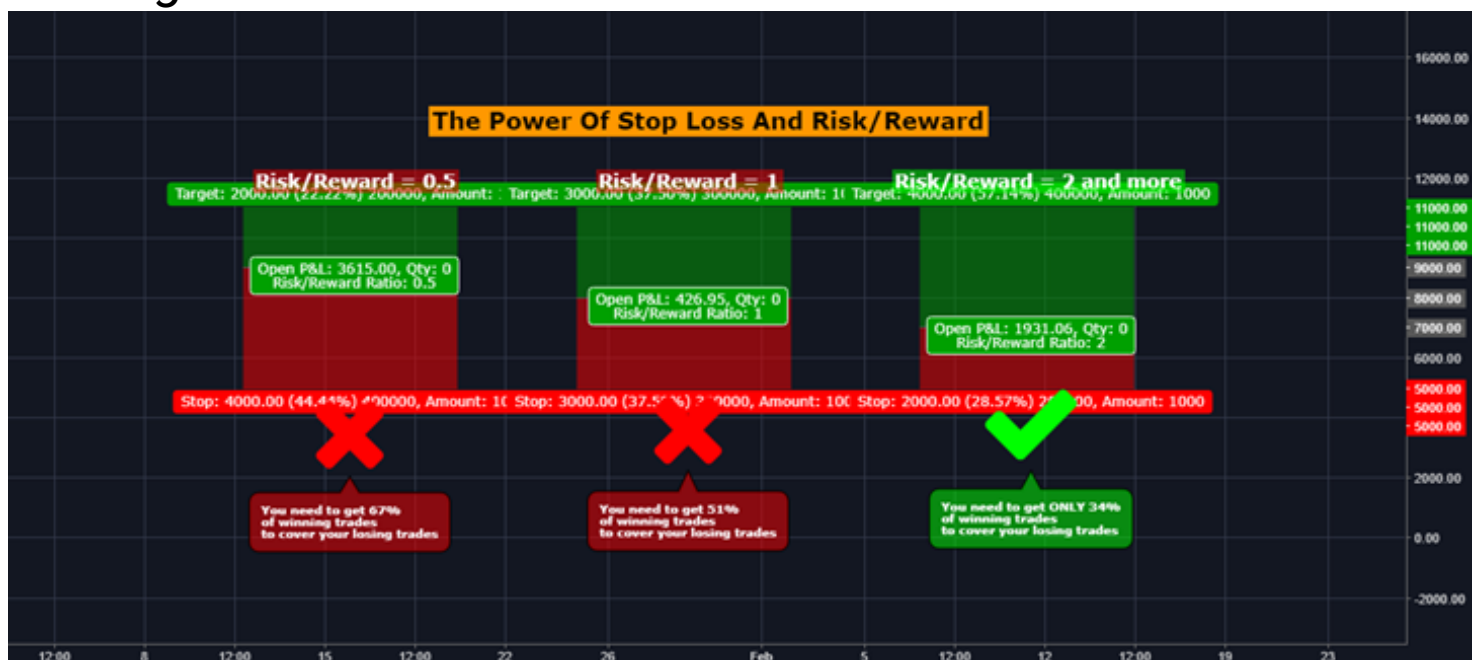 The Power Of Stop Loss And Risk/Reward
Risk/Reward = 0.5
Target: 2000.00 (22.22%) 200000, Amount:
Open P&L: 3615.00, Qty: 0
Risk/Reward Ratio: 0.5
Stop: 4000.00 (44.44%) 400000, Amount: 10
You need to get 67%
of winning trades
to cover your losing trades
Risk/Reward = 1
Target: 3000.00 (37.50%) 300000, Amount: 10
Open P&L: 426.95, Qty: 0
Risk/Reward Ratio: 1
Stop: 3000.00 (37.5 0000, Amount: 100
You need to get 51%
of winning trades
to cover your losing trades
Risk/Reward = 2 and more
Target: 4000.00 (57.14%) 400000, Amount: 1000
Open P&L: 1931.06, Qty: 0
Risk/Reward Ratio: 2
Stop: 2000.00 (28.57%) 000, Amount: 1000
You need to get ONLY 34%
of winning trades
to cover your losing trades
16000.00
14000.00
12000.00
11000.00
11000.00
11000.00
9000.00
8000.00
7000.00
6000.00
5000.00
5000.00
5000.00
2000.00
0.00
-2000.00
12:00 8 12:00 15 12:00 22 26 Feb 5 12:00 12 12:00 19 23